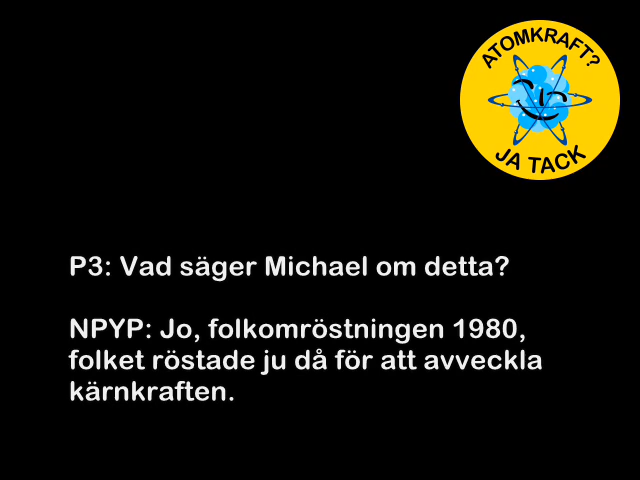 ATOMKRAFT?
JA TACK
P3: Vad säger Michael om detta?
NPYP: Jo, folkomröstningen 1980,
folket röstade ju då för att avveckla
kärnkraften.